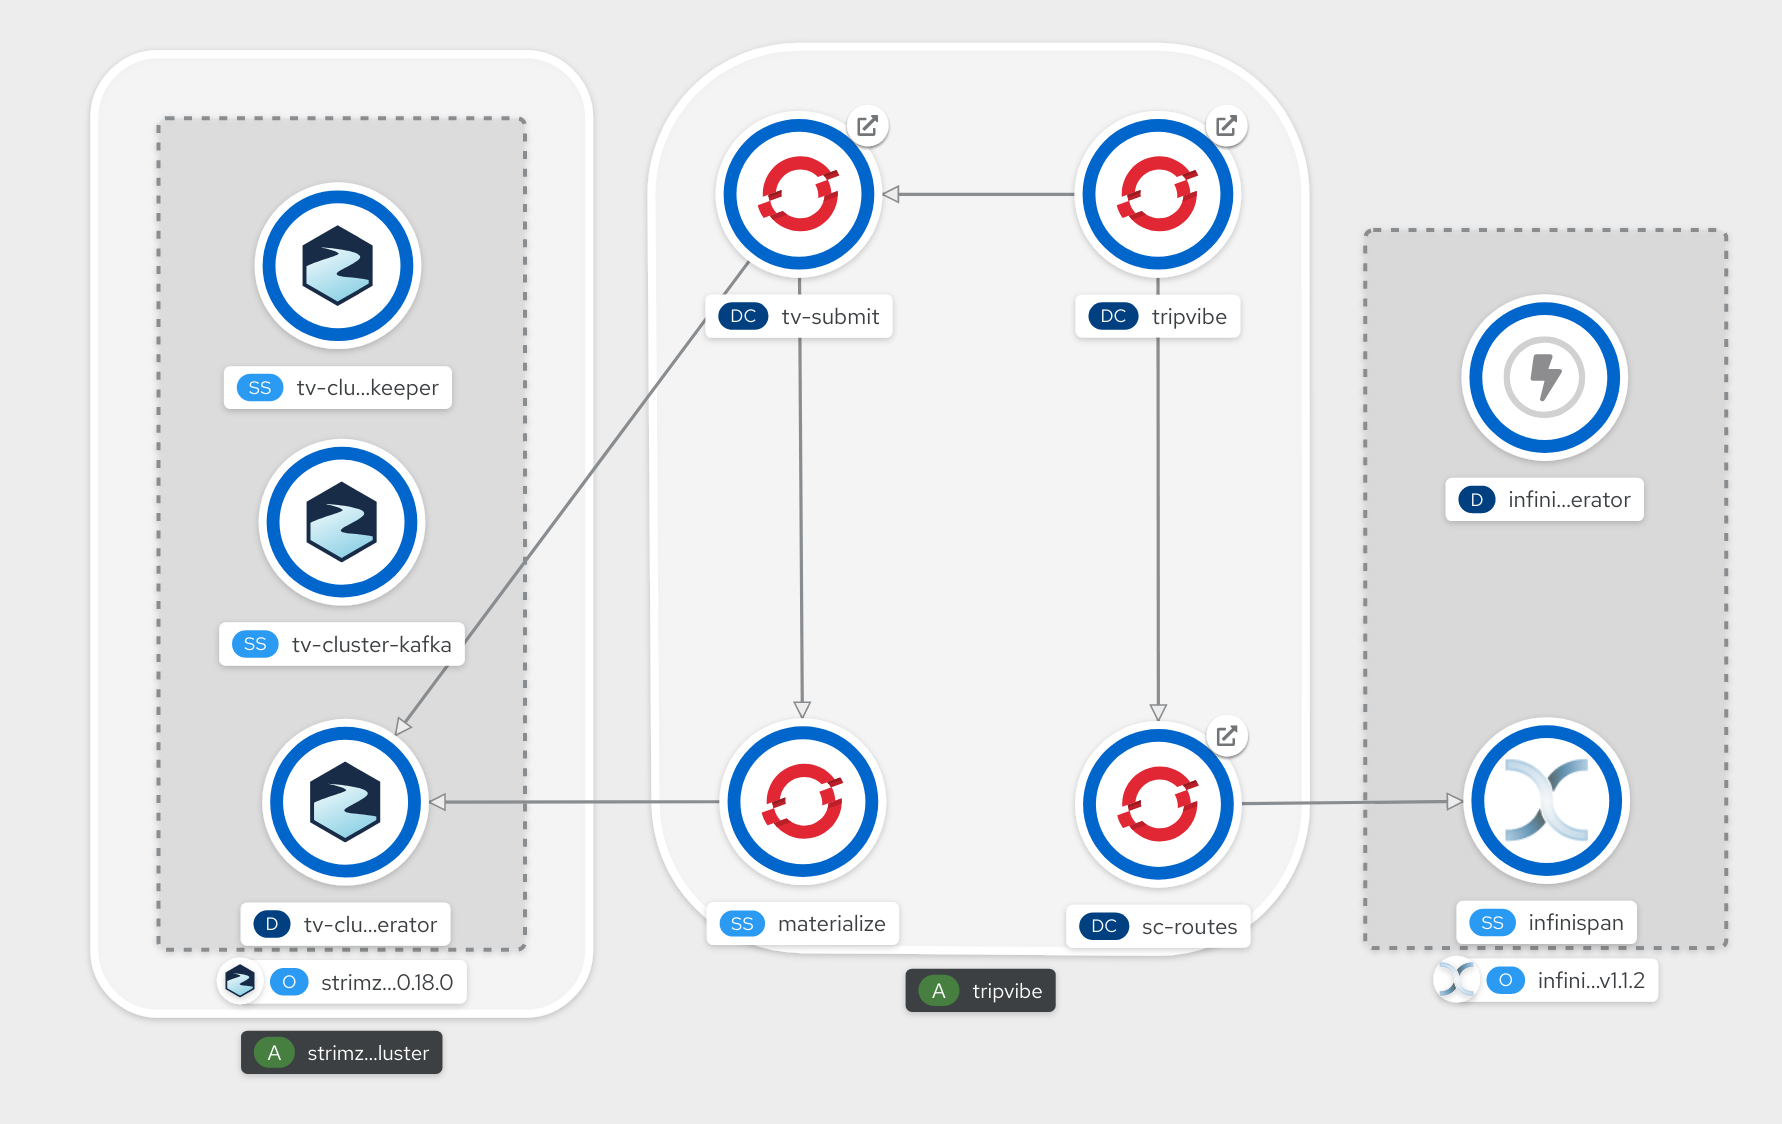 SS tv-clu...keeper
SS tv-cluster-kafka
D tv-clu...erator
O strimz...0.18.0
A strimz...luster
DC tv-submit
DC tripvibe
SS materialize
DC sc-routes
A tripvibe
D infini...erator
SS infinispan
O infini...v1.1.2